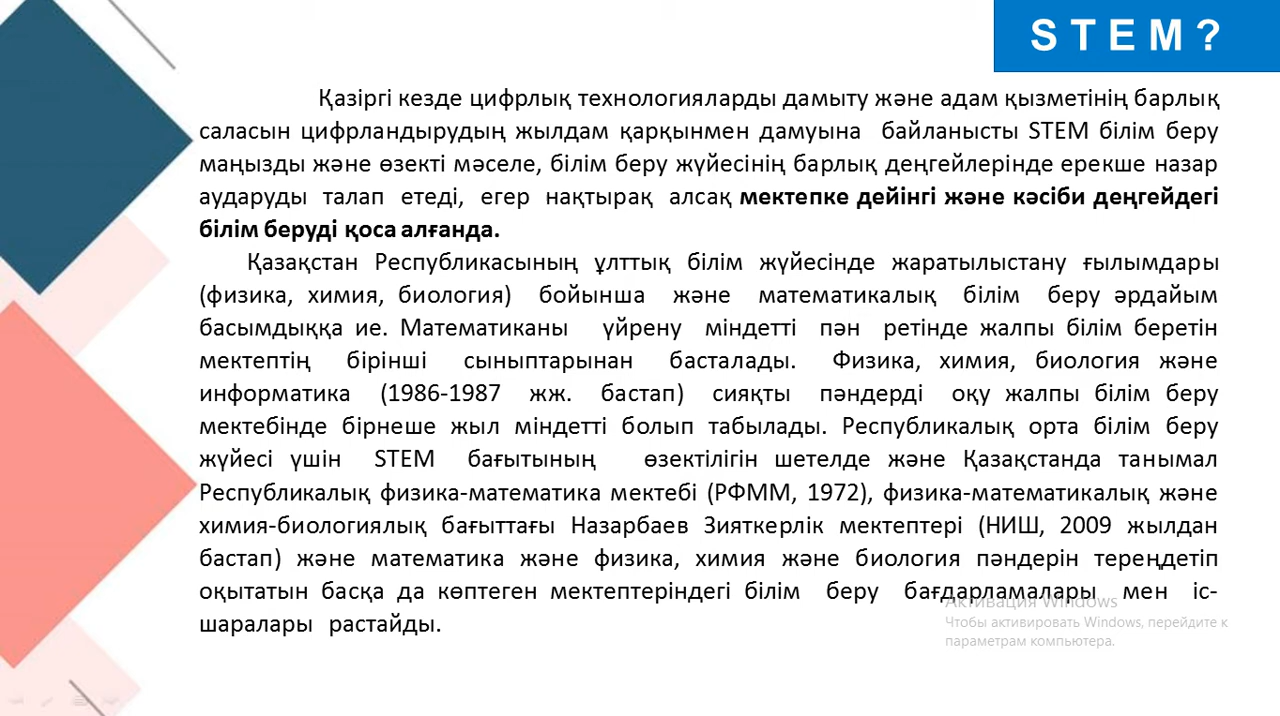 STEM?
Қазіргі кезде цифрлық технологияларды дамыту және адам қызметінің барлық
саласын цифрландырудың жылдам қарқынмен дамуына байланысты STEM білім беру
маңызды және өзекті мәселе, білім беру жүйесінің барлық деңгейлерінде ерекше назар
аударуды талап етеді, егер нақтырақ алсақ мектепке дейінгі және кәсіби деңгейдегі
білім беруді қоса алғанда.
Қазақстан Республикасының ұлттық білім жүйесінде жаратылыстану ғылымдары
(физика, химия, биология) бойынша және математикалық білім беру әрдайым
басымдыққа ие. Математиканы үйрену міндетті пән ретінде жалпы білім беретін
мектептің бірінші сыныптарынан басталады. Физика, химия, биология және
информатика (1986-1987 жж. бастап) сияқты пәндерді оқу жалпы білім беру
мектебінде бірнеше жыл міндетті болып табылады. Республикалық орта білім беру
жүйесі үшін STEM бағытының өзектілігін шетелде және Қазақстанда танымал
Республикалық физика-математика мектебі (РФММ, 1972), физика-математикалық және
химия-биологиялық бағыттағы Назарбаев Зияткерлік мектептері (НИШ, 2009 жылдан
бастап) және математика және физика, химия және биология пәндерін тереңдетіп
оқытатын басқа да көптеген мектептеріндегі білім беру бағдарламалары мен іс-
шаралары растайды.
Активация Windows
Чтобы активировать Windows, перейдите к
параметрам компьютера.